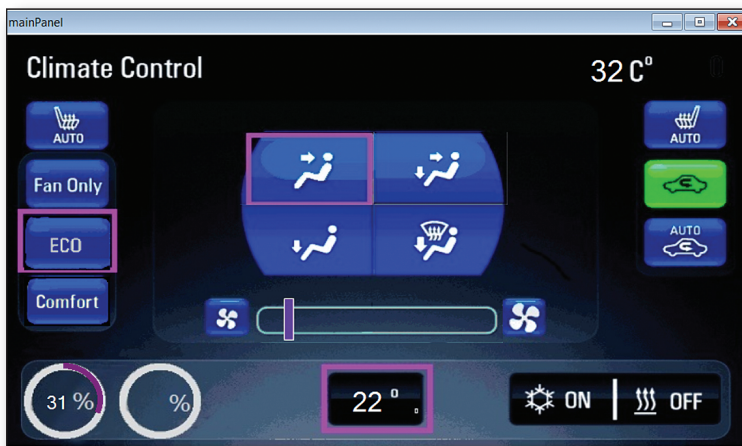 mainPanel
Climate Control
32 C°
AUTO
AUTO
Fan Only
ECO
AUTO
Comfort
31 %
%
22 °
ON
OFF